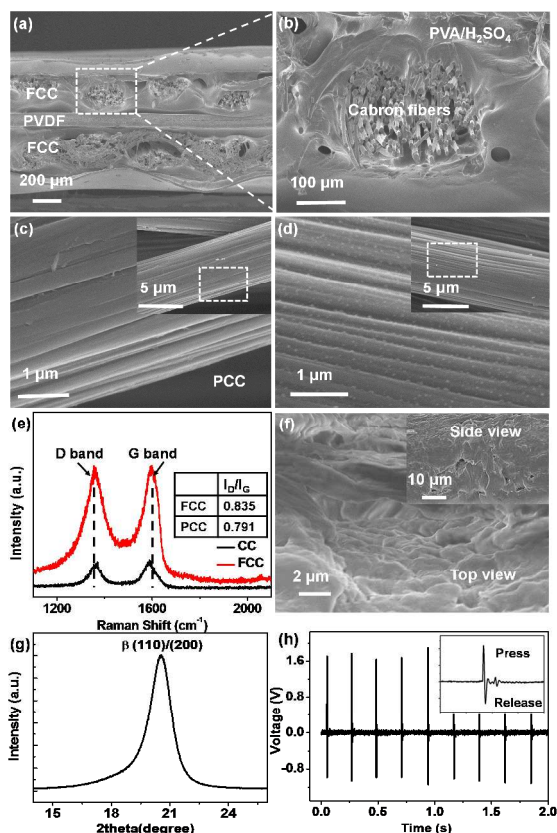 (a)
FCC
PVDF
FCC
200 μm
(b)
PVA/H₂SO₄
Cabron fibers
100 μm
(c)
5 μm
1 μm
PCC
(d)
5 μm
1 μm
(e)
D band
G band
I_D/I_G
FCC 0.835
PCC 0.791
CC
FCC
Intensity (a.u.)
1200 1600 2000
Raman Shift (cm⁻¹)
(f)
Side view
10 μm
2 μm
Top view
(g)
β (110)/(200)
Intensity (a.u.)
15 18 21 24
2theta(degree)
(h)
Press
Release
Voltage (V)
1.6
0.8
0.0
-0.8
0.0 0.5 1.0 1.5 2.0
Time (s)